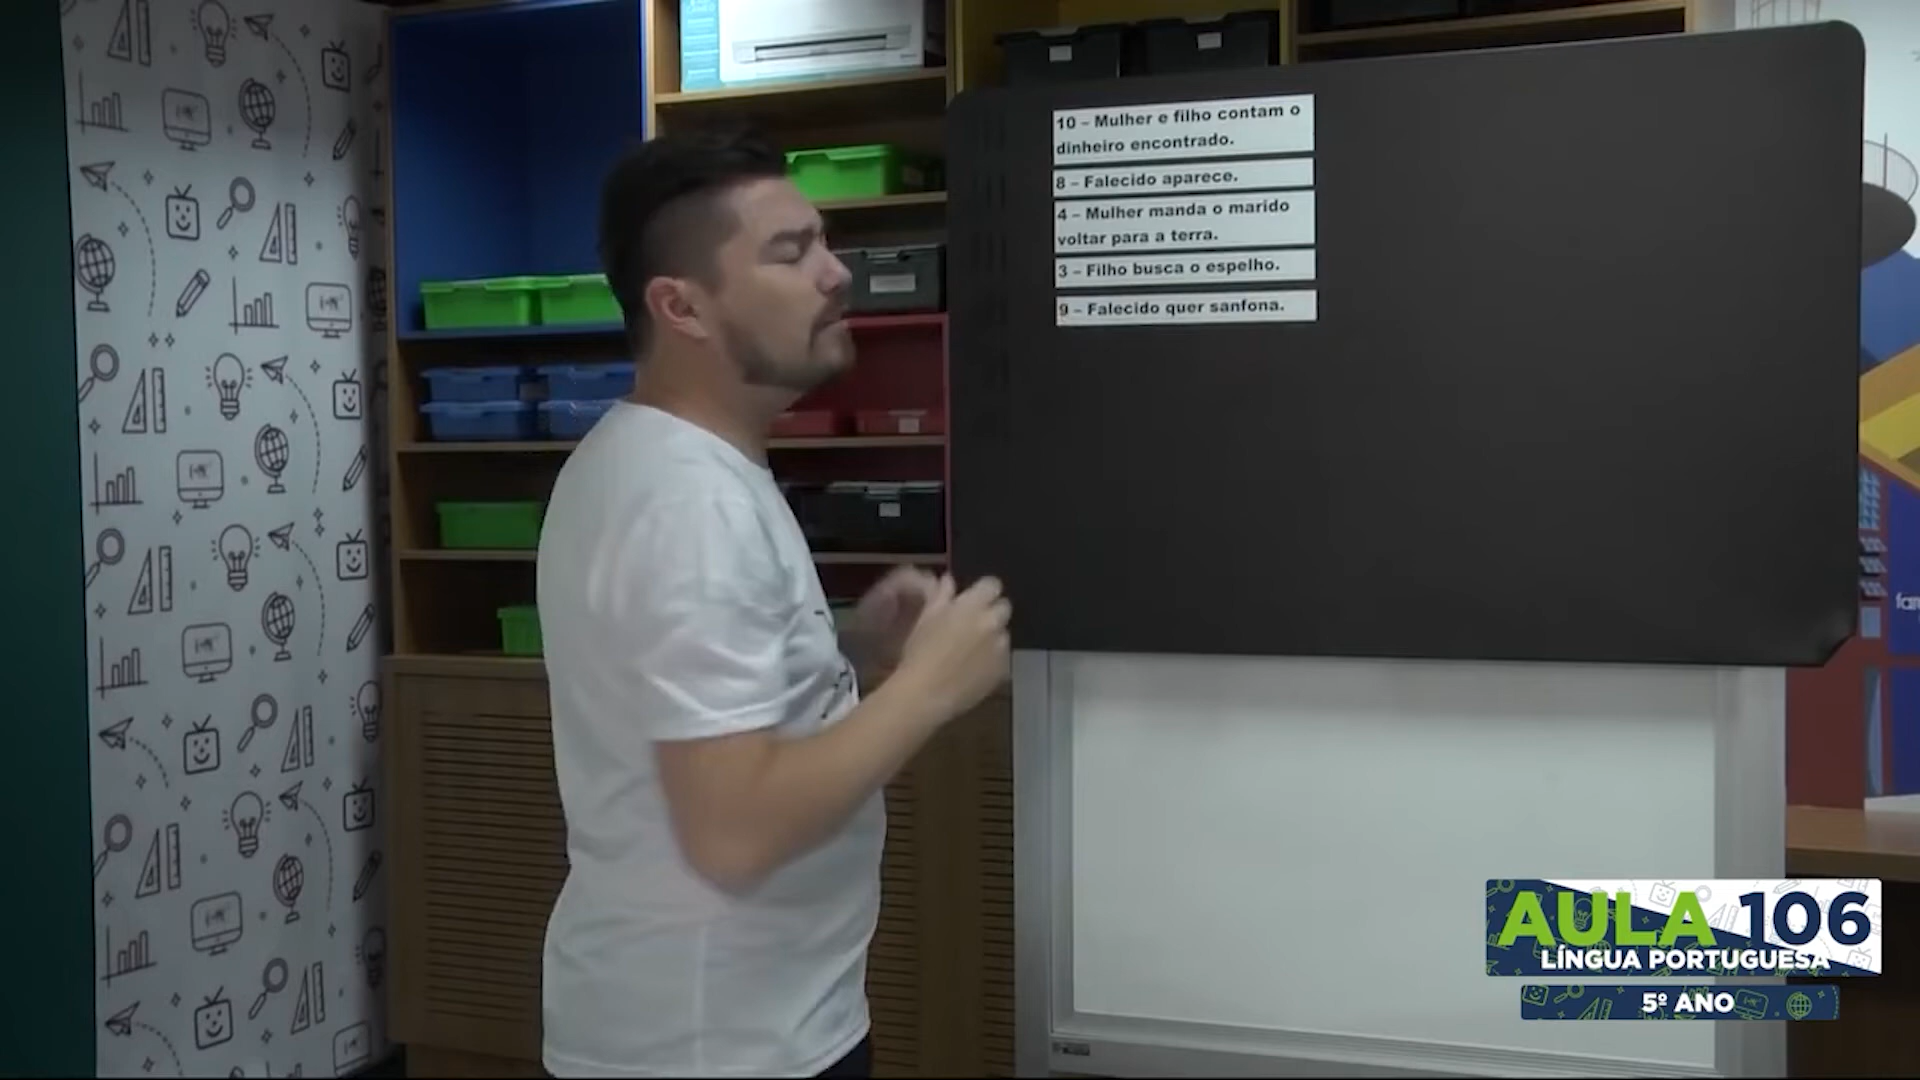 10 – Mulher e filho contam o
dinheiro encontrado.
8 – Falecido aparece.
4 – Mulher manda o marido
voltar para a terra.
3 – Filho busca o espelho.
9 – Falecido quer sanfona.
AULA 106
LÍNGUA PORTUGUESA
5º ANO